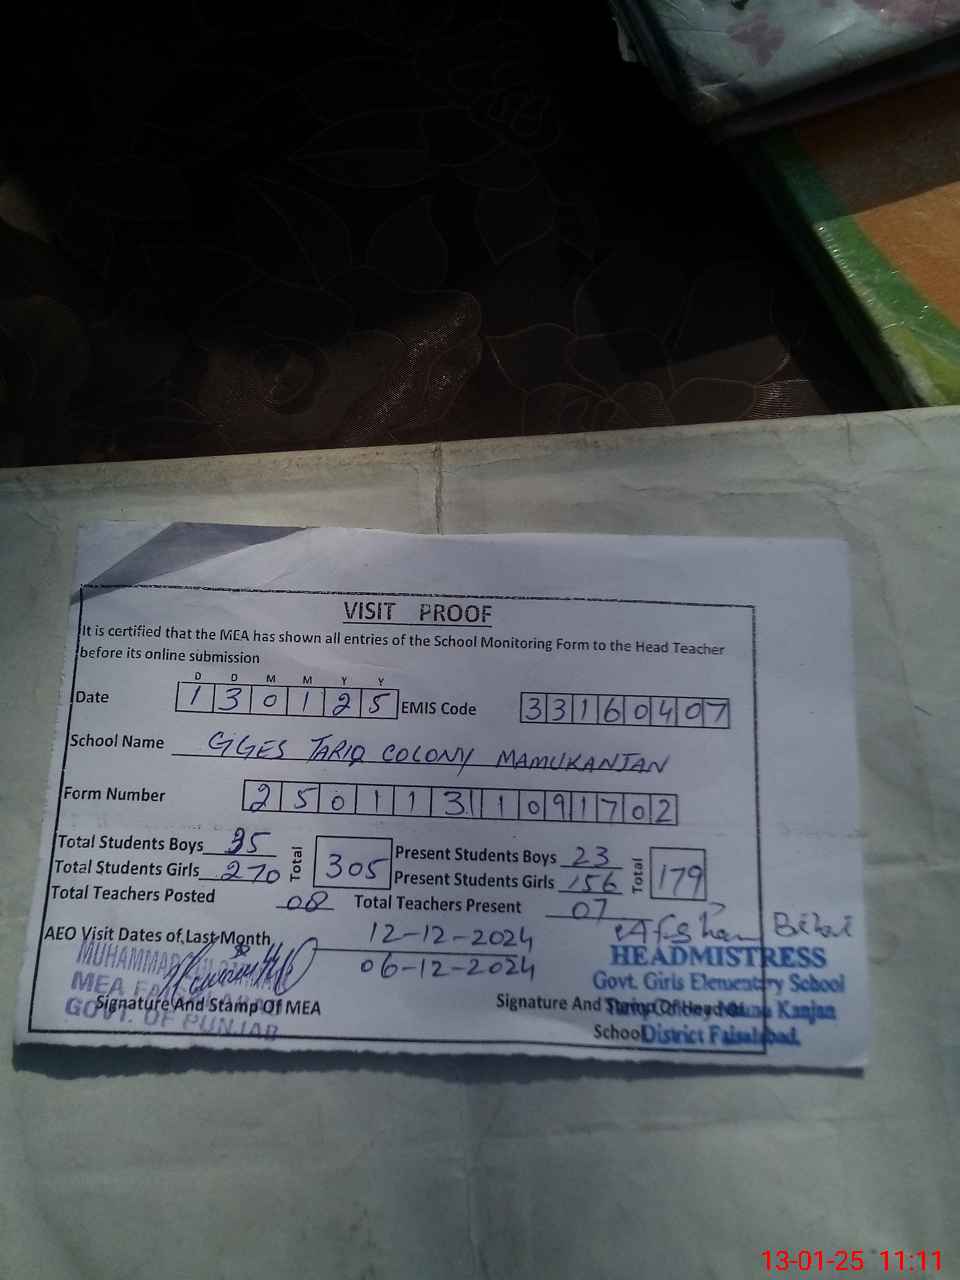 VISIT PROOF
It is certified that the MEA has shown all entries of the School Monitoring Form to the Head Teacher
before its online submission
D D M M Y Y
Date 1 3 0 1 2 5 EMIS Code 3 3 1 6 0 4 0 7
School Name GGES TARIQ COLONY MAMUKANJAN
Form Number 2 5 0 1 1 3 1 1 0 9 1 7 0 2
Total Students Boys 35 Total 305 Present Students Boys 23 Total 179
Total Students Girls 270 Present Students Girls 156
Total Teachers Posted 08 Total Teachers Present 07
AEO Visit Dates of Last Month 12-12-2024
06-12-2024
Afshan Bibi
MUHAMMAD
MEA
GOVT. OF PUNJAB
Signature And Stamp Of MEA
HEADMISTRESS
Govt. Girls Elementary School
Kanjan
District Faisalabad.
Signature And Stamp Of Head Of
School
13-01-25 11:11